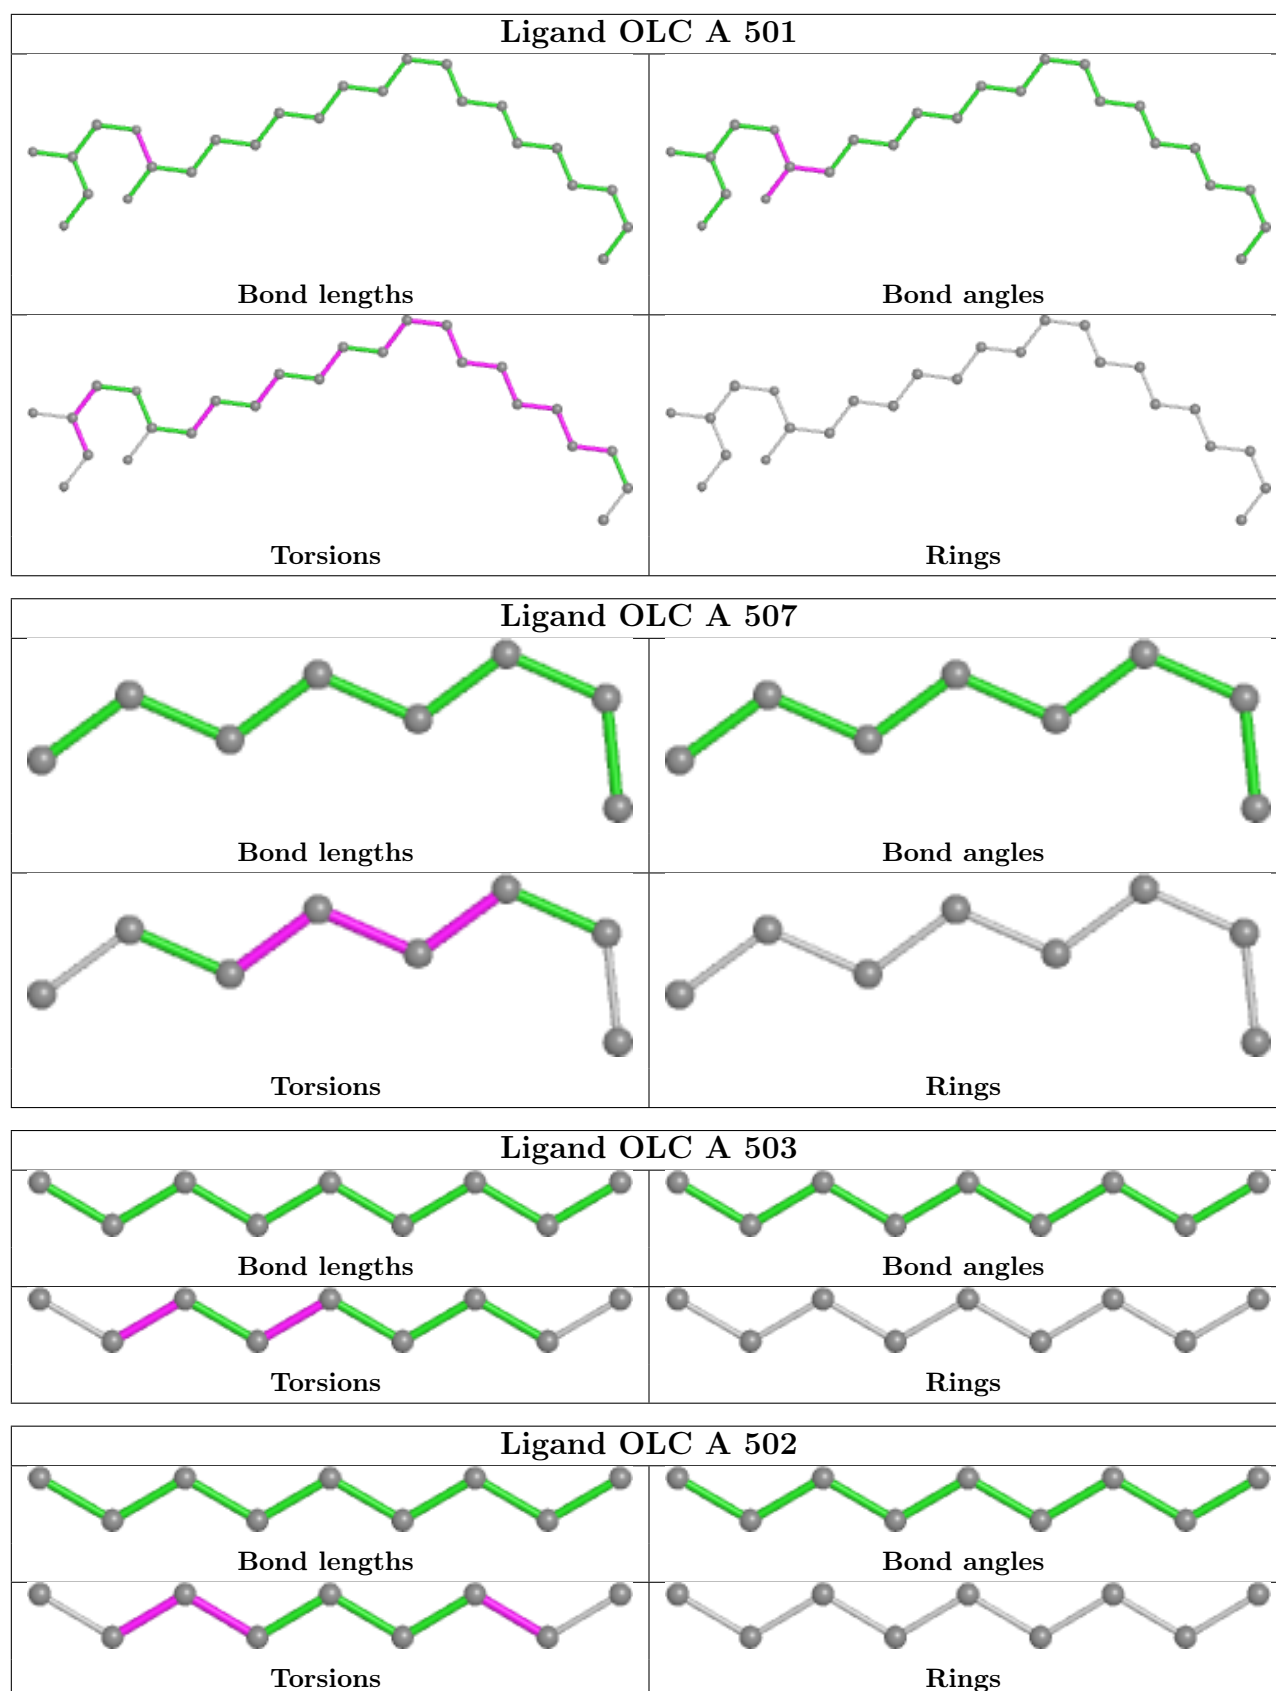 Ligand OLC A 501
Bond lengths
Bond angles
Torsions
Rings
Ligand OLC A 507
Bond lengths
Bond angles
Torsions
Rings
Ligand OLC A 503
Bond lengths
Bond angles
Torsions
Rings
Ligand OLC A 502
Bond lengths
Bond angles
Torsions
Rings